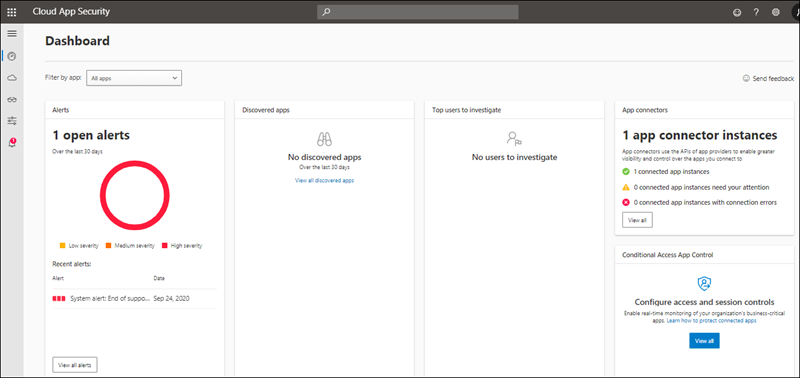 Cloud App Security
Dashboard
Filter by app:
All apps
Send feedback
Alerts
1 open alerts
Over the last 30 days
Low severity
Medium severity
High severity
Recent alerts:
Alert
Date
System alert: End of suppo...
Sep 24, 2020
View all alerts
Discovered apps
No discovered apps
Over the last 30 days
View all discovered apps
Top users to investigate
No users to investigate
App connectors
1 app connector instances
App connectors use the APIs of app providers to enable greater
visibility and control over the apps you connect to
1 connected app instances
0 connected app instances need your attention
0 connected app instances with connection errors
View all
Conditional Access App Control
Configure access and session controls
Enable real-time monitoring of your organization's business-critical
apps. Learn how to protect connected apps
View all